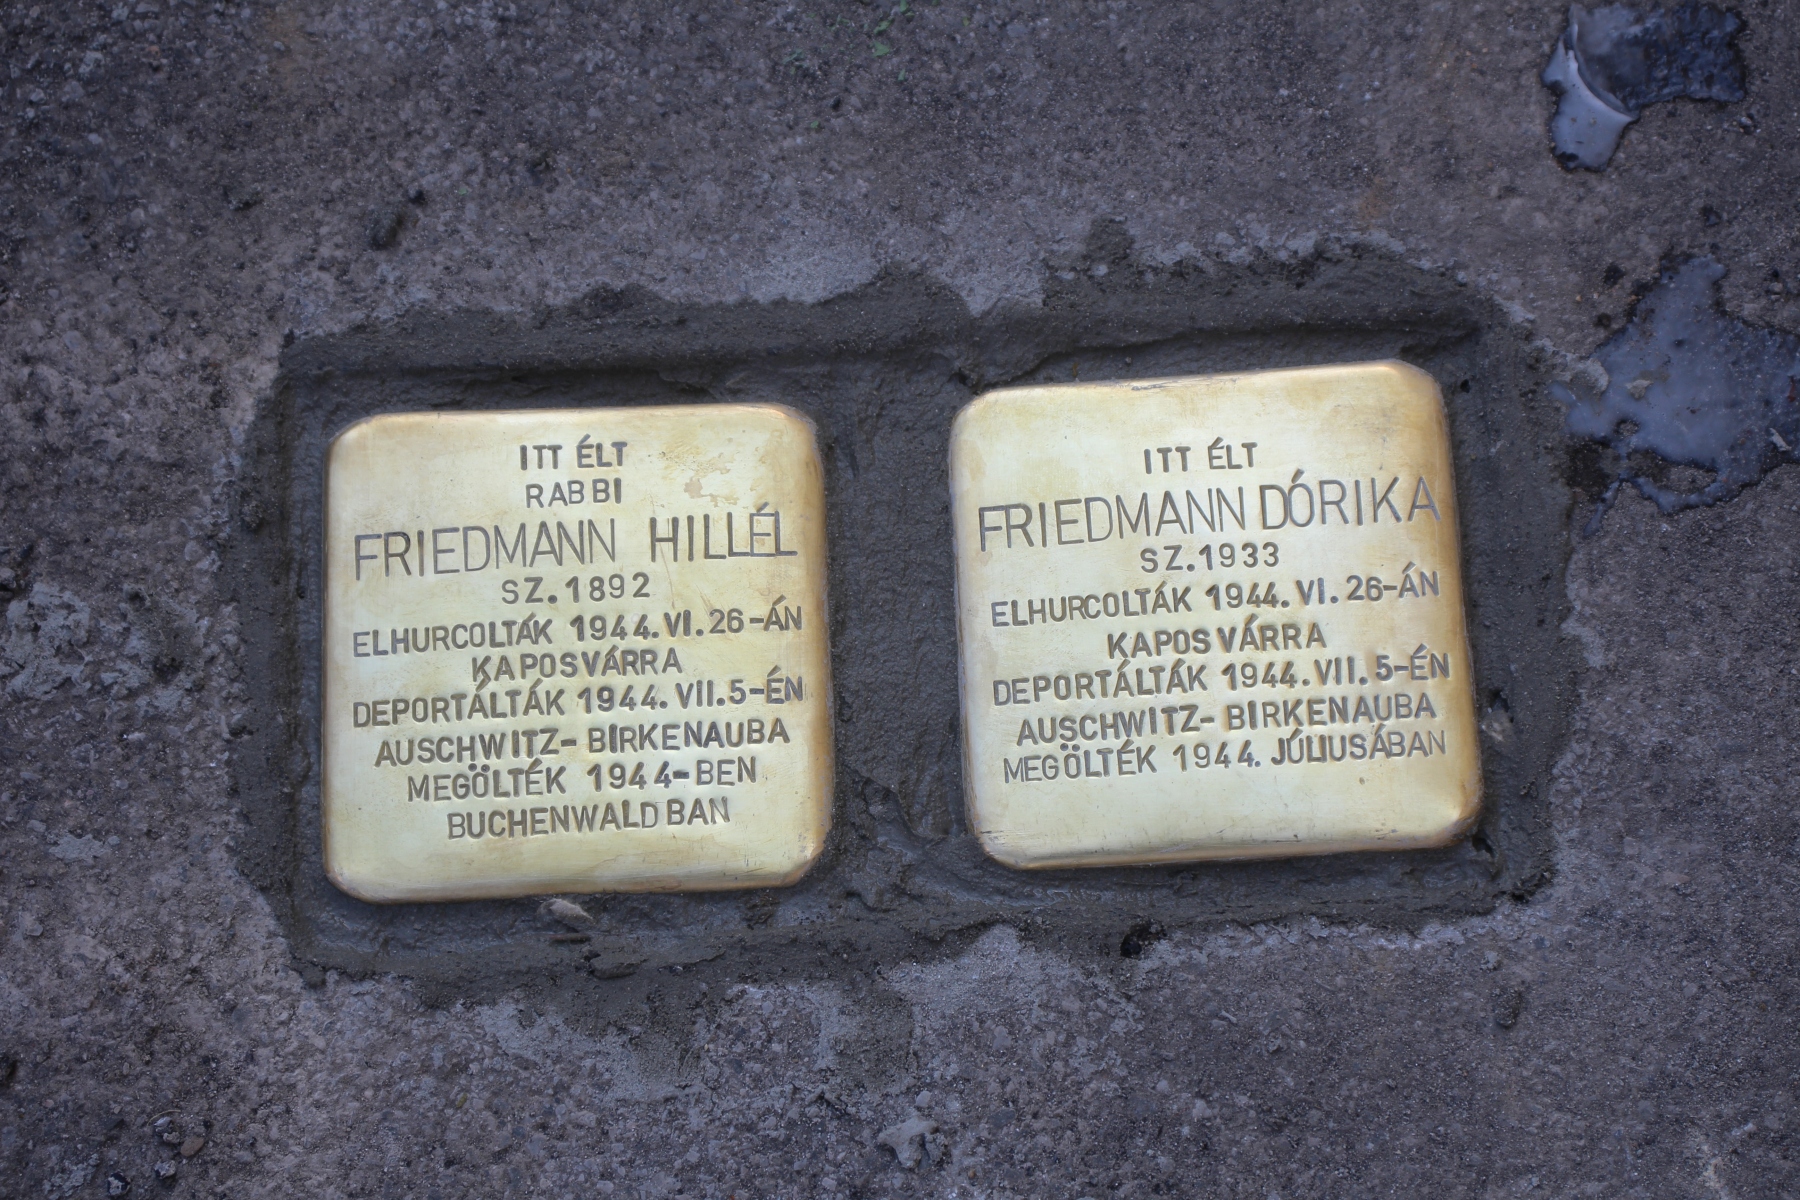 ITT ÉLT
RABBI
FRIEDMANN HILLÉL
SZ. 1892
ELHURCOLTÁK 1944. VI. 26-ÁN
KAPOSVÁRRA
DEPORTÁLTÁK 1944. VII. 5-ÉN
AUSCHWITZ-BIRKENAUBA
MEGÖLTÉK 1944-BEN
BUCHENWALDBAN
ITT ÉLT
FRIEDMANN DÓRIKA
SZ. 1933
ELHURCOLTÁK 1944. VI. 26-ÁN
KAPOSVÁRRA
DEPORTÁLTÁK 1944. VII. 5-ÉN
AUSCHWITZ-BIRKENAUBA
MEGÖLTÉK 1944. JÚLIUSÁBAN